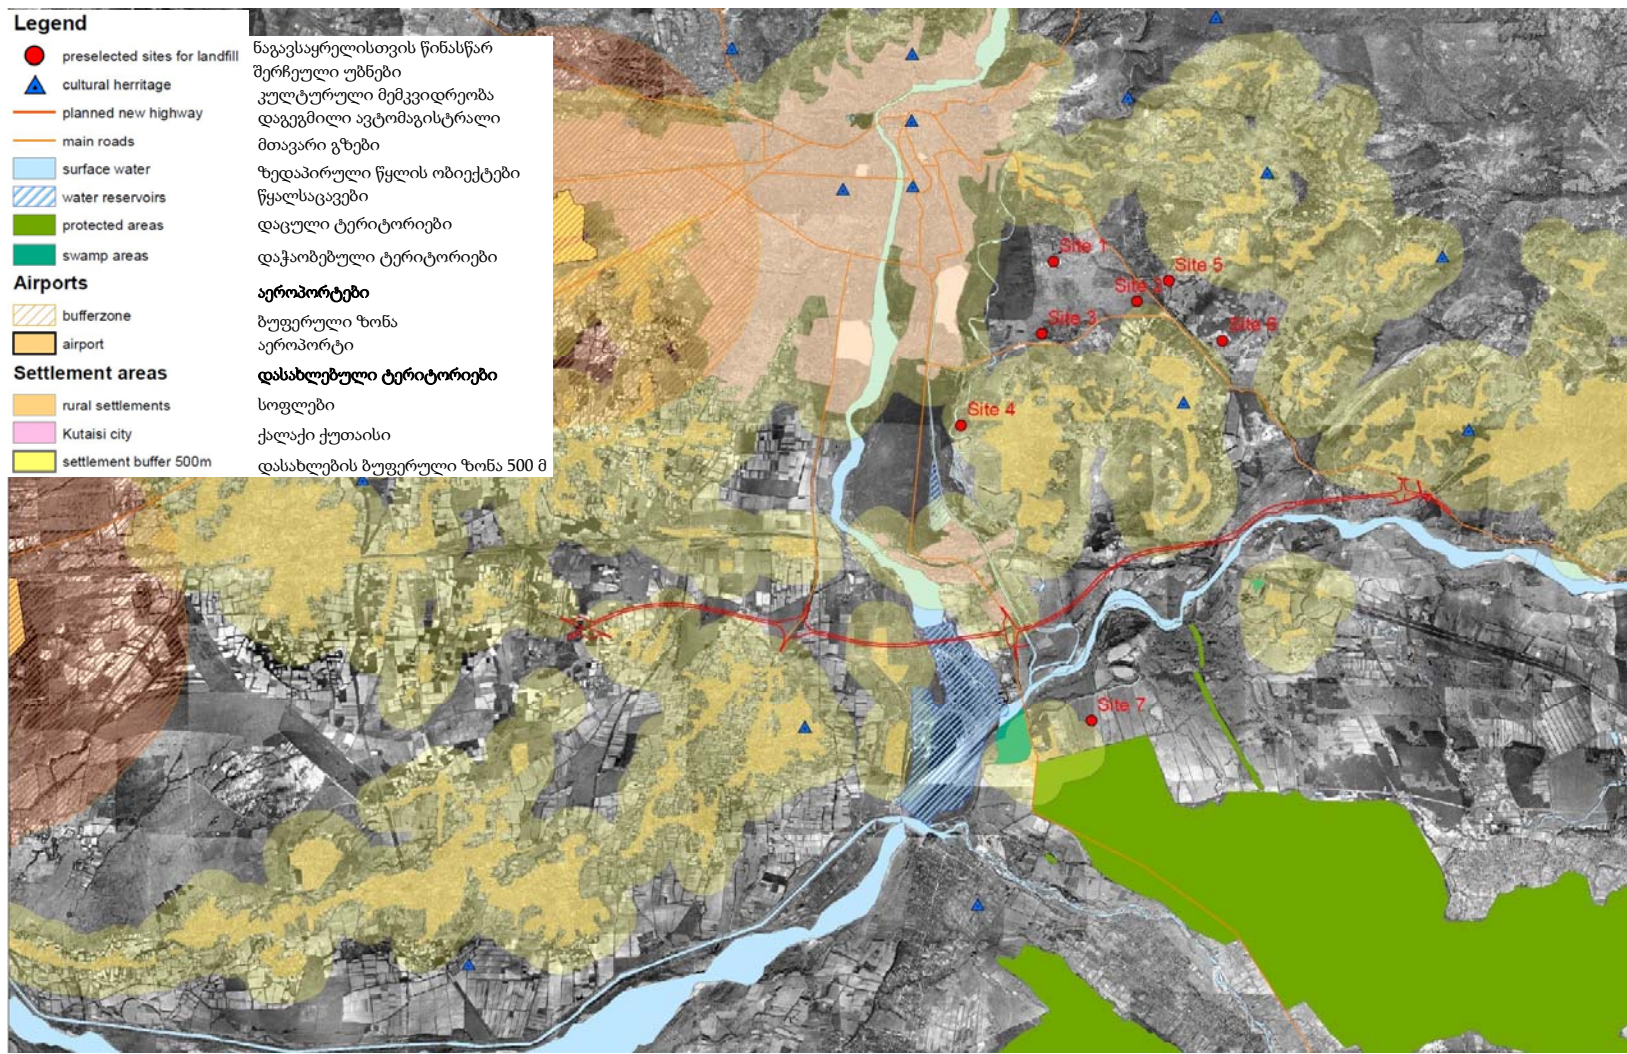 Legend
preselected sites for landfill
ნაგავსაყრელისთვის წინასწარ
შერჩეული უბნები
cultural herritage
კულტურული მემკვიდრეობა
planned new highway
დაგეგმილი ავტომაგისტრალი
main roads
მთავარი გზები
surface water
ზედაპირული წყლის ობიექტები
water reservoirs
წყალსაცავები
protected areas
დაცული ტერიტორიები
swamp areas
დაჭაობებული ტერიტორიები
Airports
აეროპორტები
bufferzone
ბუფერული ზონა
airport
აეროპორტი
Settlement areas
დასახლებული ტერიტორიები
rural settlements
სოფლები
Kutaisi city
ქალაქი ქუთაისი
settlement buffer 500m
დასახლების ბუფერული ზონა 500 მ
Site 1
Site 5
Site 2
Site 3
Site 6
Site 4
Site 7